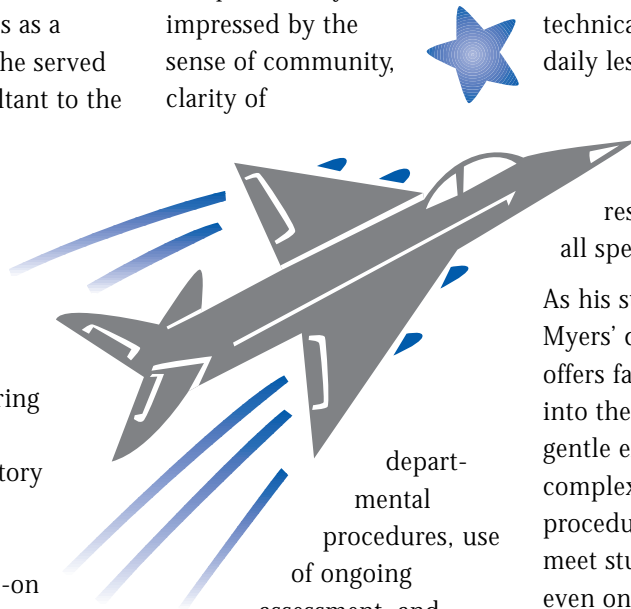 s as a
he served
ltant to the
ring
tory
-on
impressed by the
sense of community,
clarity of
depart-
mental
procedures, use
of ongoing
assessment, and
technica
daily les
res
all spe
As his s
Myers’
offers fa
into the
gentle e
complex
procedu
meet stu
even on